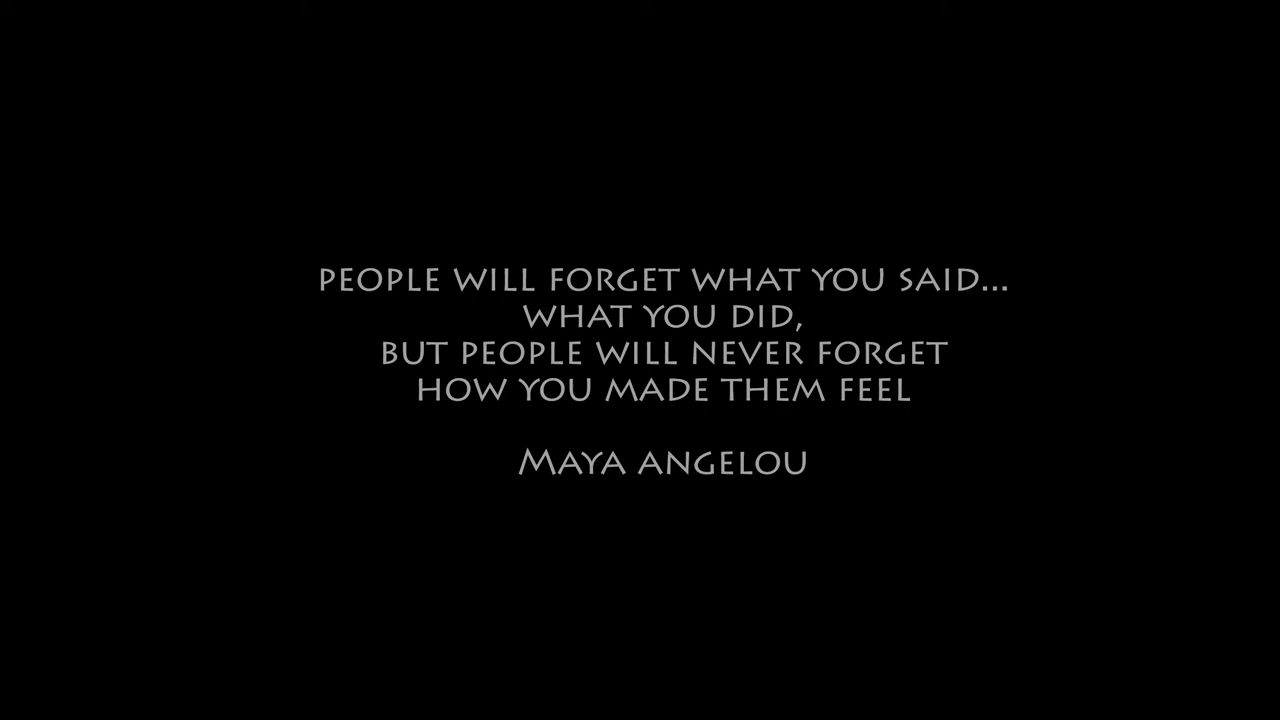 PEOPLE WILL FORGET WHAT YOU SAID...
WHAT YOU DID,
BUT PEOPLE WILL NEVER FORGET
HOW YOU MADE THEM FEEL
MAYA ANGELOU